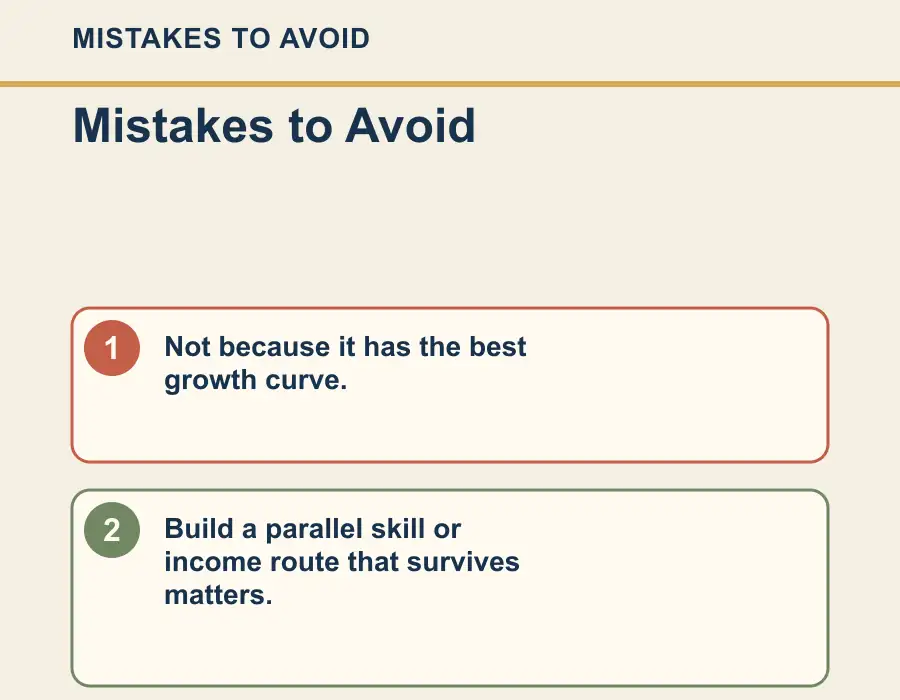 MISTAKES TO AVOID
Mistakes to Avoid
1
Not because it has the best
growth curve.
2
Build a parallel skill or
income route that survives
matters.